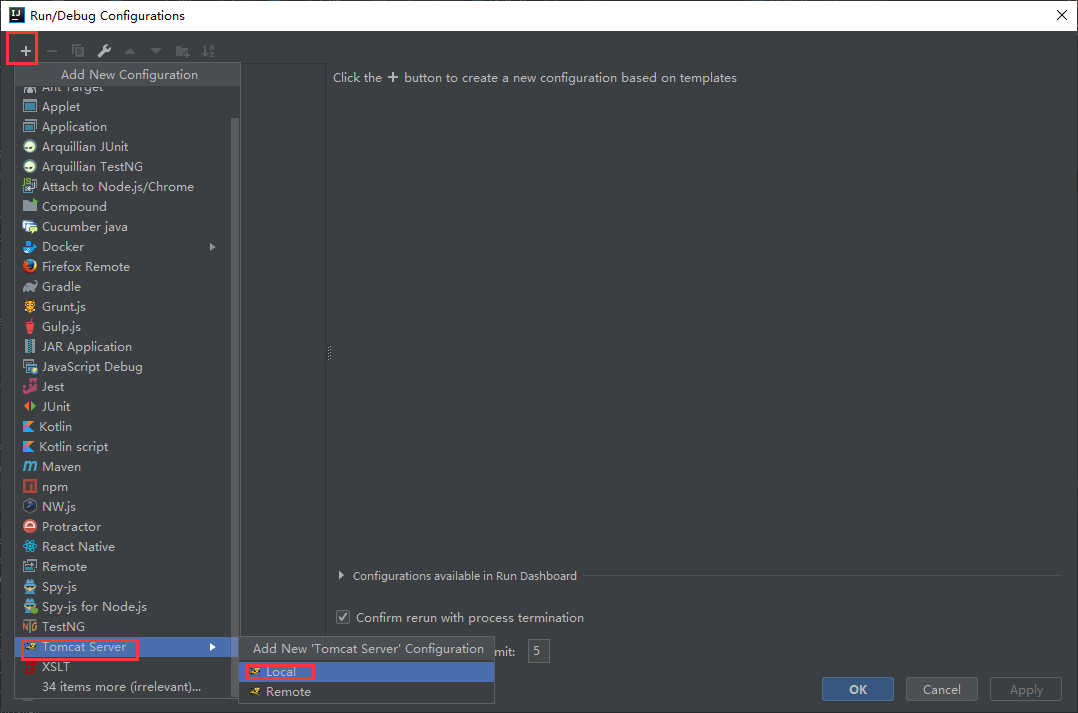 Run/Debug Configurations
Add New Configuration
Click the + button to create a new configuration based on templates
Ant Target
Applet
Application
Arquillian JUnit
Arquillian TestNG
Attach to Node.js/Chrome
Compound
Cucumber java
Docker
Firefox Remote
Gradle
Grunt.js
Gulp.js
JAR Application
JavaScript Debug
Jest
JUnit
Kotlin
Kotlin script
Maven
npm
NW.js
Protractor
React Native
Remote
Spy-js
Spy-js for Node.js
TestNG
Tomcat Server
XSLT
34 items more (irrelevant)...
Configurations available in Run Dashboard
Confirm rerun with process termination
Add New 'Tomcat Server' Configuration
mit: 5
Local
Remote
OK
Cancel
Apply